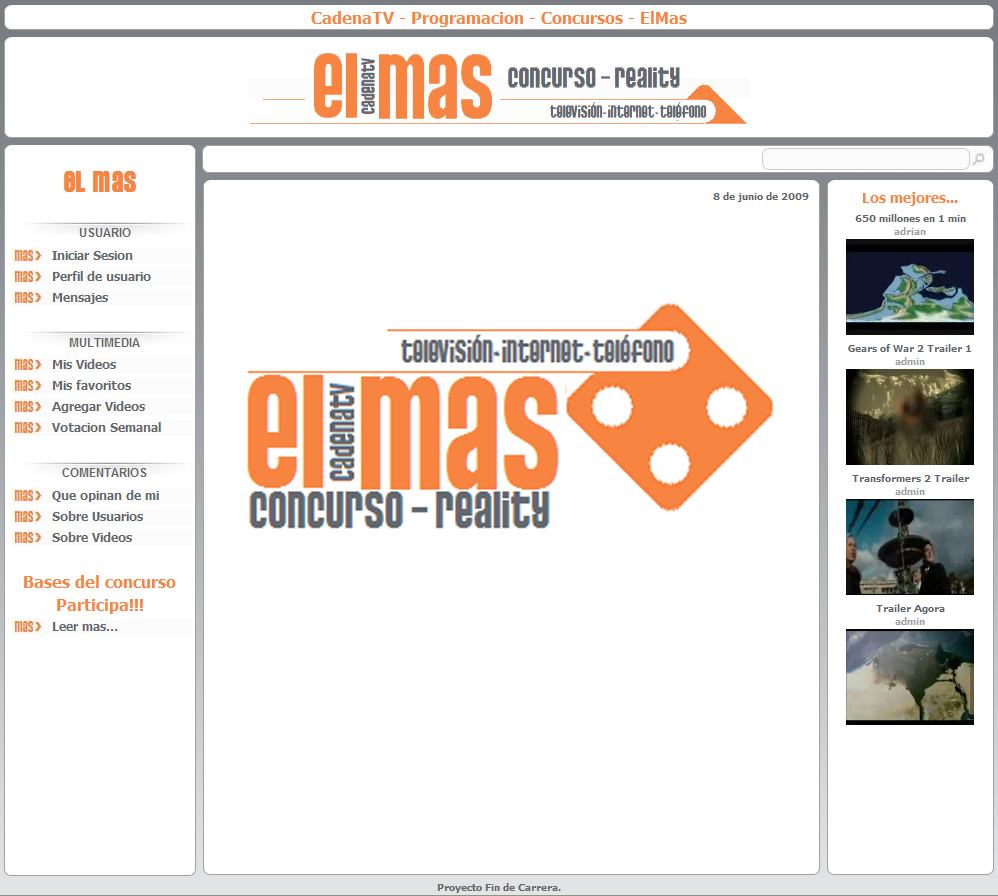 CadenaTV - Programacion - Concursos - ElMas
el cadenatv mas
concurso - reality
televisión·internet·teléfono
el mas
USUARIO
mas> Iniciar Sesion
mas> Perfil de usuario
mas> Mensajes
MULTIMEDIA
mas> Mis Videos
mas> Mis favoritos
mas> Agregar Videos
mas> Votacion Semanal
COMENTARIOS
mas> Que opinan de mi
mas> Sobre Usuarios
mas> Sobre Videos
Bases del concurso
Participa!!!
mas> Leer mas...
8 de junio de 2009
televisión·internet·teléfono
el cadenatv mas
concurso - reality
Los mejores...
650 millones en 1 min
adrian
Gears of War 2 Trailer 1
admin
Transformers 2 Trailer
admin
Trailer Agora
admin
Proyecto Fin de Carrera.